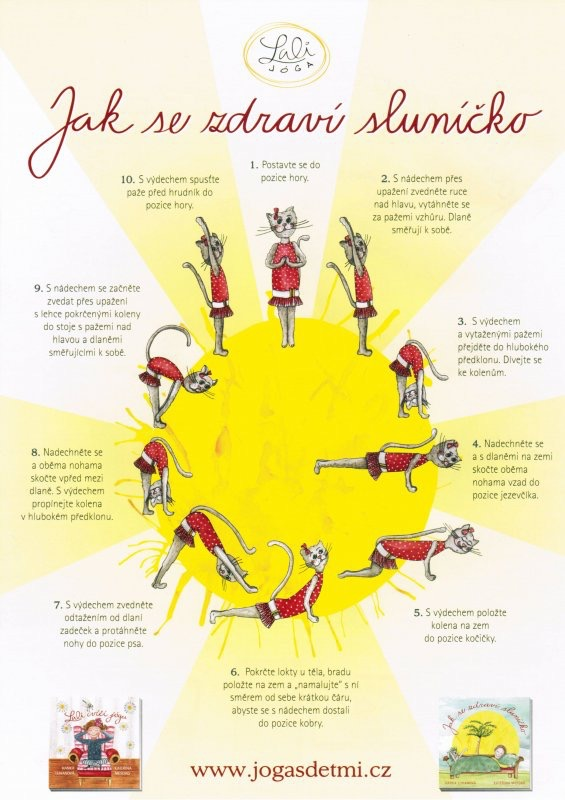 Lali
JÓGA
Jak se zdraví sluníčko
1. Postavte se do
pozice hory.
2. S nádechem přes
upažení zvedněte ruce
nad hlavu, vytáhněte se
za pažemi vzhůru. Dlaně
směřují k sobě.
3. S výdechem
a vytaženými pažemi
přejděte do hlubokého
předklonu. Dívejte se
ke kolenům.
4. Nadechněte se
a s dlaněmi na zemi
skočte oběma
nohama vzad do
pozice jezevčíka.
5. S výdechem položte
kolena na zem
do pozice kočičky.
6. Pokrčte lokty u těla, bradu
položte na zem a „namalujte" s ní
směrem od sebe krátkou čáru,
abyste se s nádechem dostali
do pozice kobry.
7. S výdechem zvedněte
odtažením od dlaní
zadeček a protáhněte
nohy do pozice psa.
8. Nadechněte se
a oběma nohama
skočte vpřed mezi
dlaně. S výdechem
propínejte kolena
v hlubokém předklonu.
9. S nádechem se začněte
zvedat přes upažení
s lehce pokrčenými koleny
do stoje s pažemi nad
hlavou a dlaněmi
směřujícími k sobě.
10. S výdechem spusťte
paže před hrudník do
pozice hory.
Lali cvičí jógu
Jak se zdraví sluníčko
www.jogasdetmi.cz